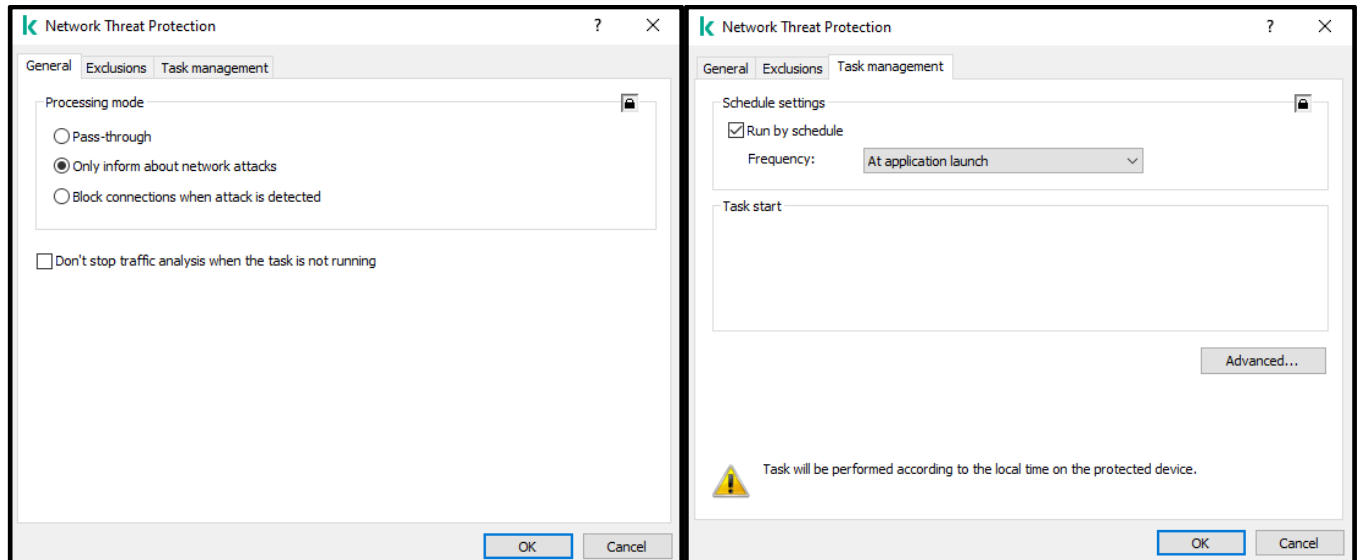 Network Threat Protection
?
General Exclusions Task management
Processing mode
Pass-through
Only inform about network attacks
Block connections when attack is detected
Don't stop traffic analysis when the task is not running
OK Cancel
Network Threat Protection
?
General Exclusions Task management
Schedule settings
Run by schedule
Frequency: At application launch
Task start
Advanced...
Task will be performed according to the local time on the protected device.
OK Cancel